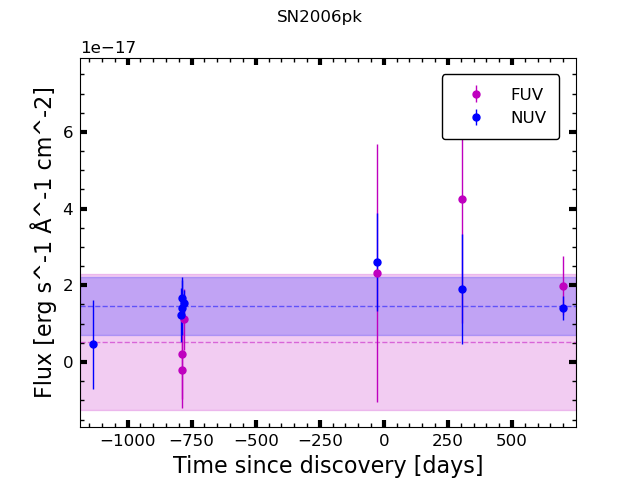 SN2006pk
1e−17
Flux [erg s^-1 Å^-1 cm^-2]
6
4
2
0
FUV
NUV
−1000 −750 −500 −250 0 250 500
Time since discovery [days]